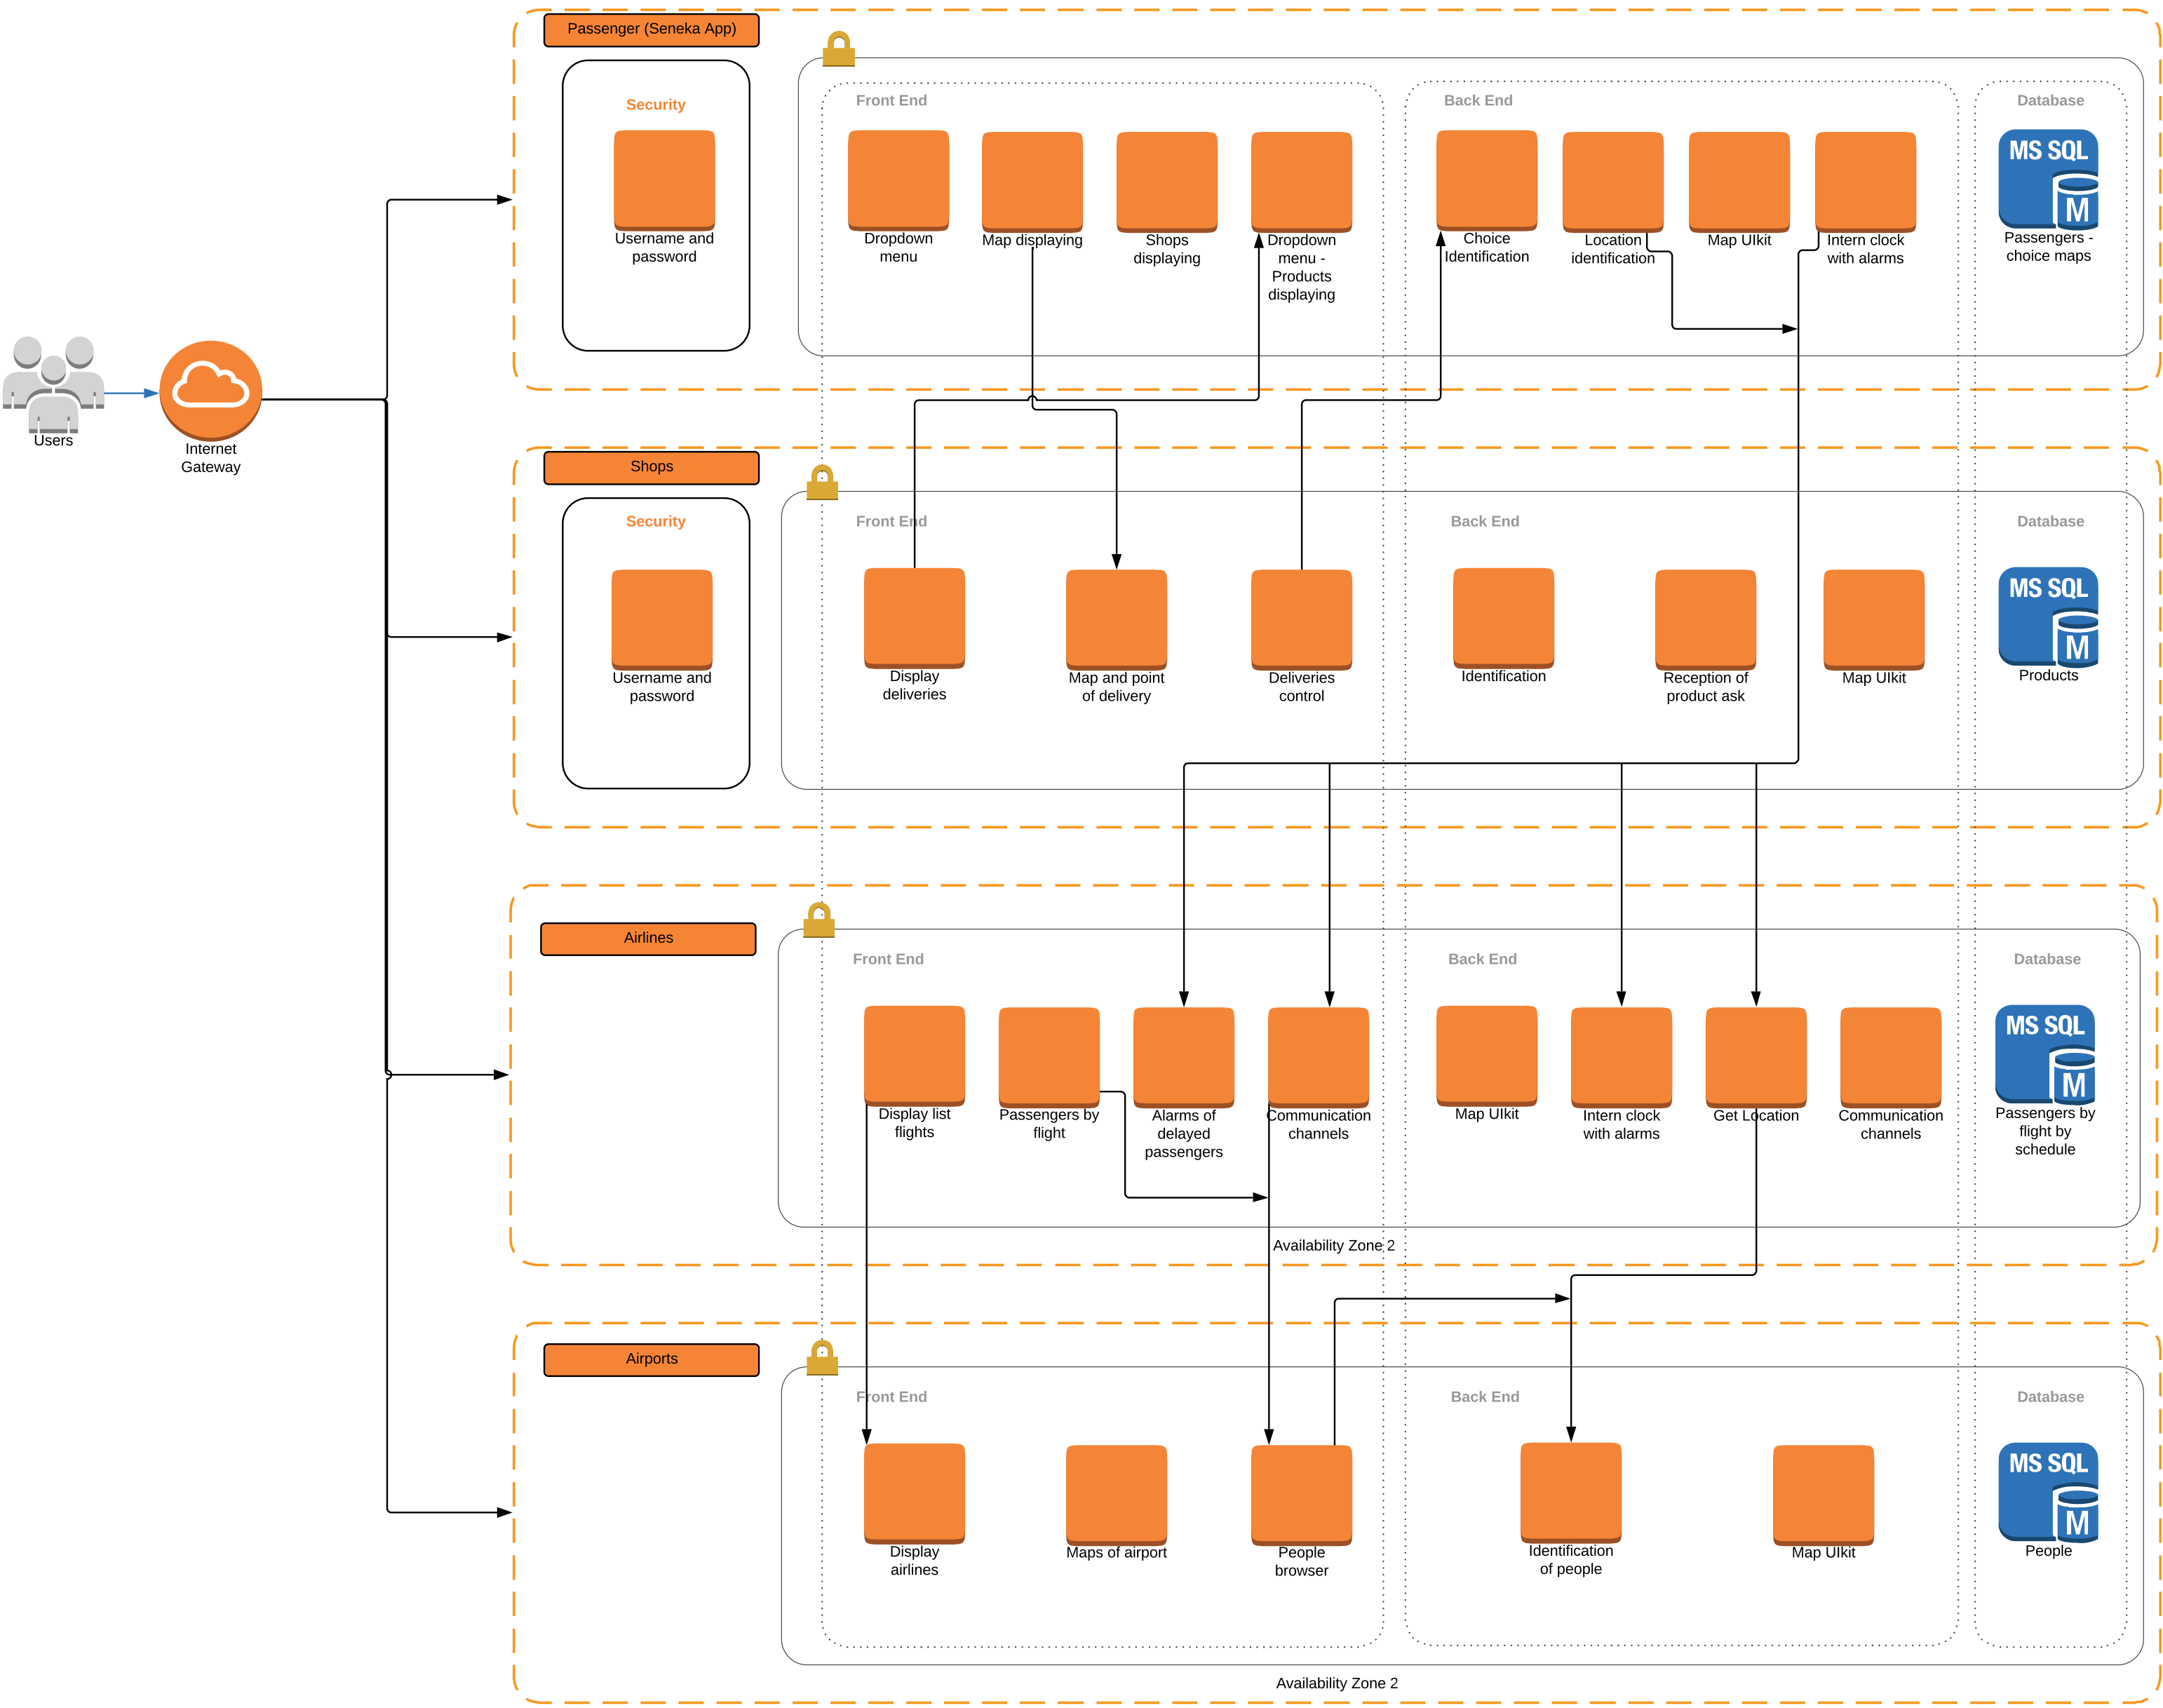 Passenger (Seneka App)
Security
Username and
password
Front End
Dropdown
menu
Map displaying
Shops
displaying
Dropdown
menu -
Products
displaying
Back End
Choice
Identification
Location
identification
Map UIkit
Intern clock
with alarms
Database
MS SQL
M
Passengers -
choice maps
Users
Internet
Gateway
Shops
Security
Username and
password
Front End
Display
deliveries
Map and point
of delivery
Deliveries
control
Back End
Identification
Reception of
product ask
Map UIkit
Database
MS SQL
M
Products
Airlines
Front End
Display list
flights
Passengers by
flight
Alarms of
delayed
passengers
Communication
channels
Back End
Map UIkit
Intern clock
with alarms
Get Location
Communication
channels
Database
MS SQL
M
Passengers by
flight by
schedule
Availability Zone 2
Airports
Front End
Display
airlines
Maps of airport
People
browser
Back End
Identification
of people
Map UIkit
Database
MS SQL
M
People
Availability Zone 2